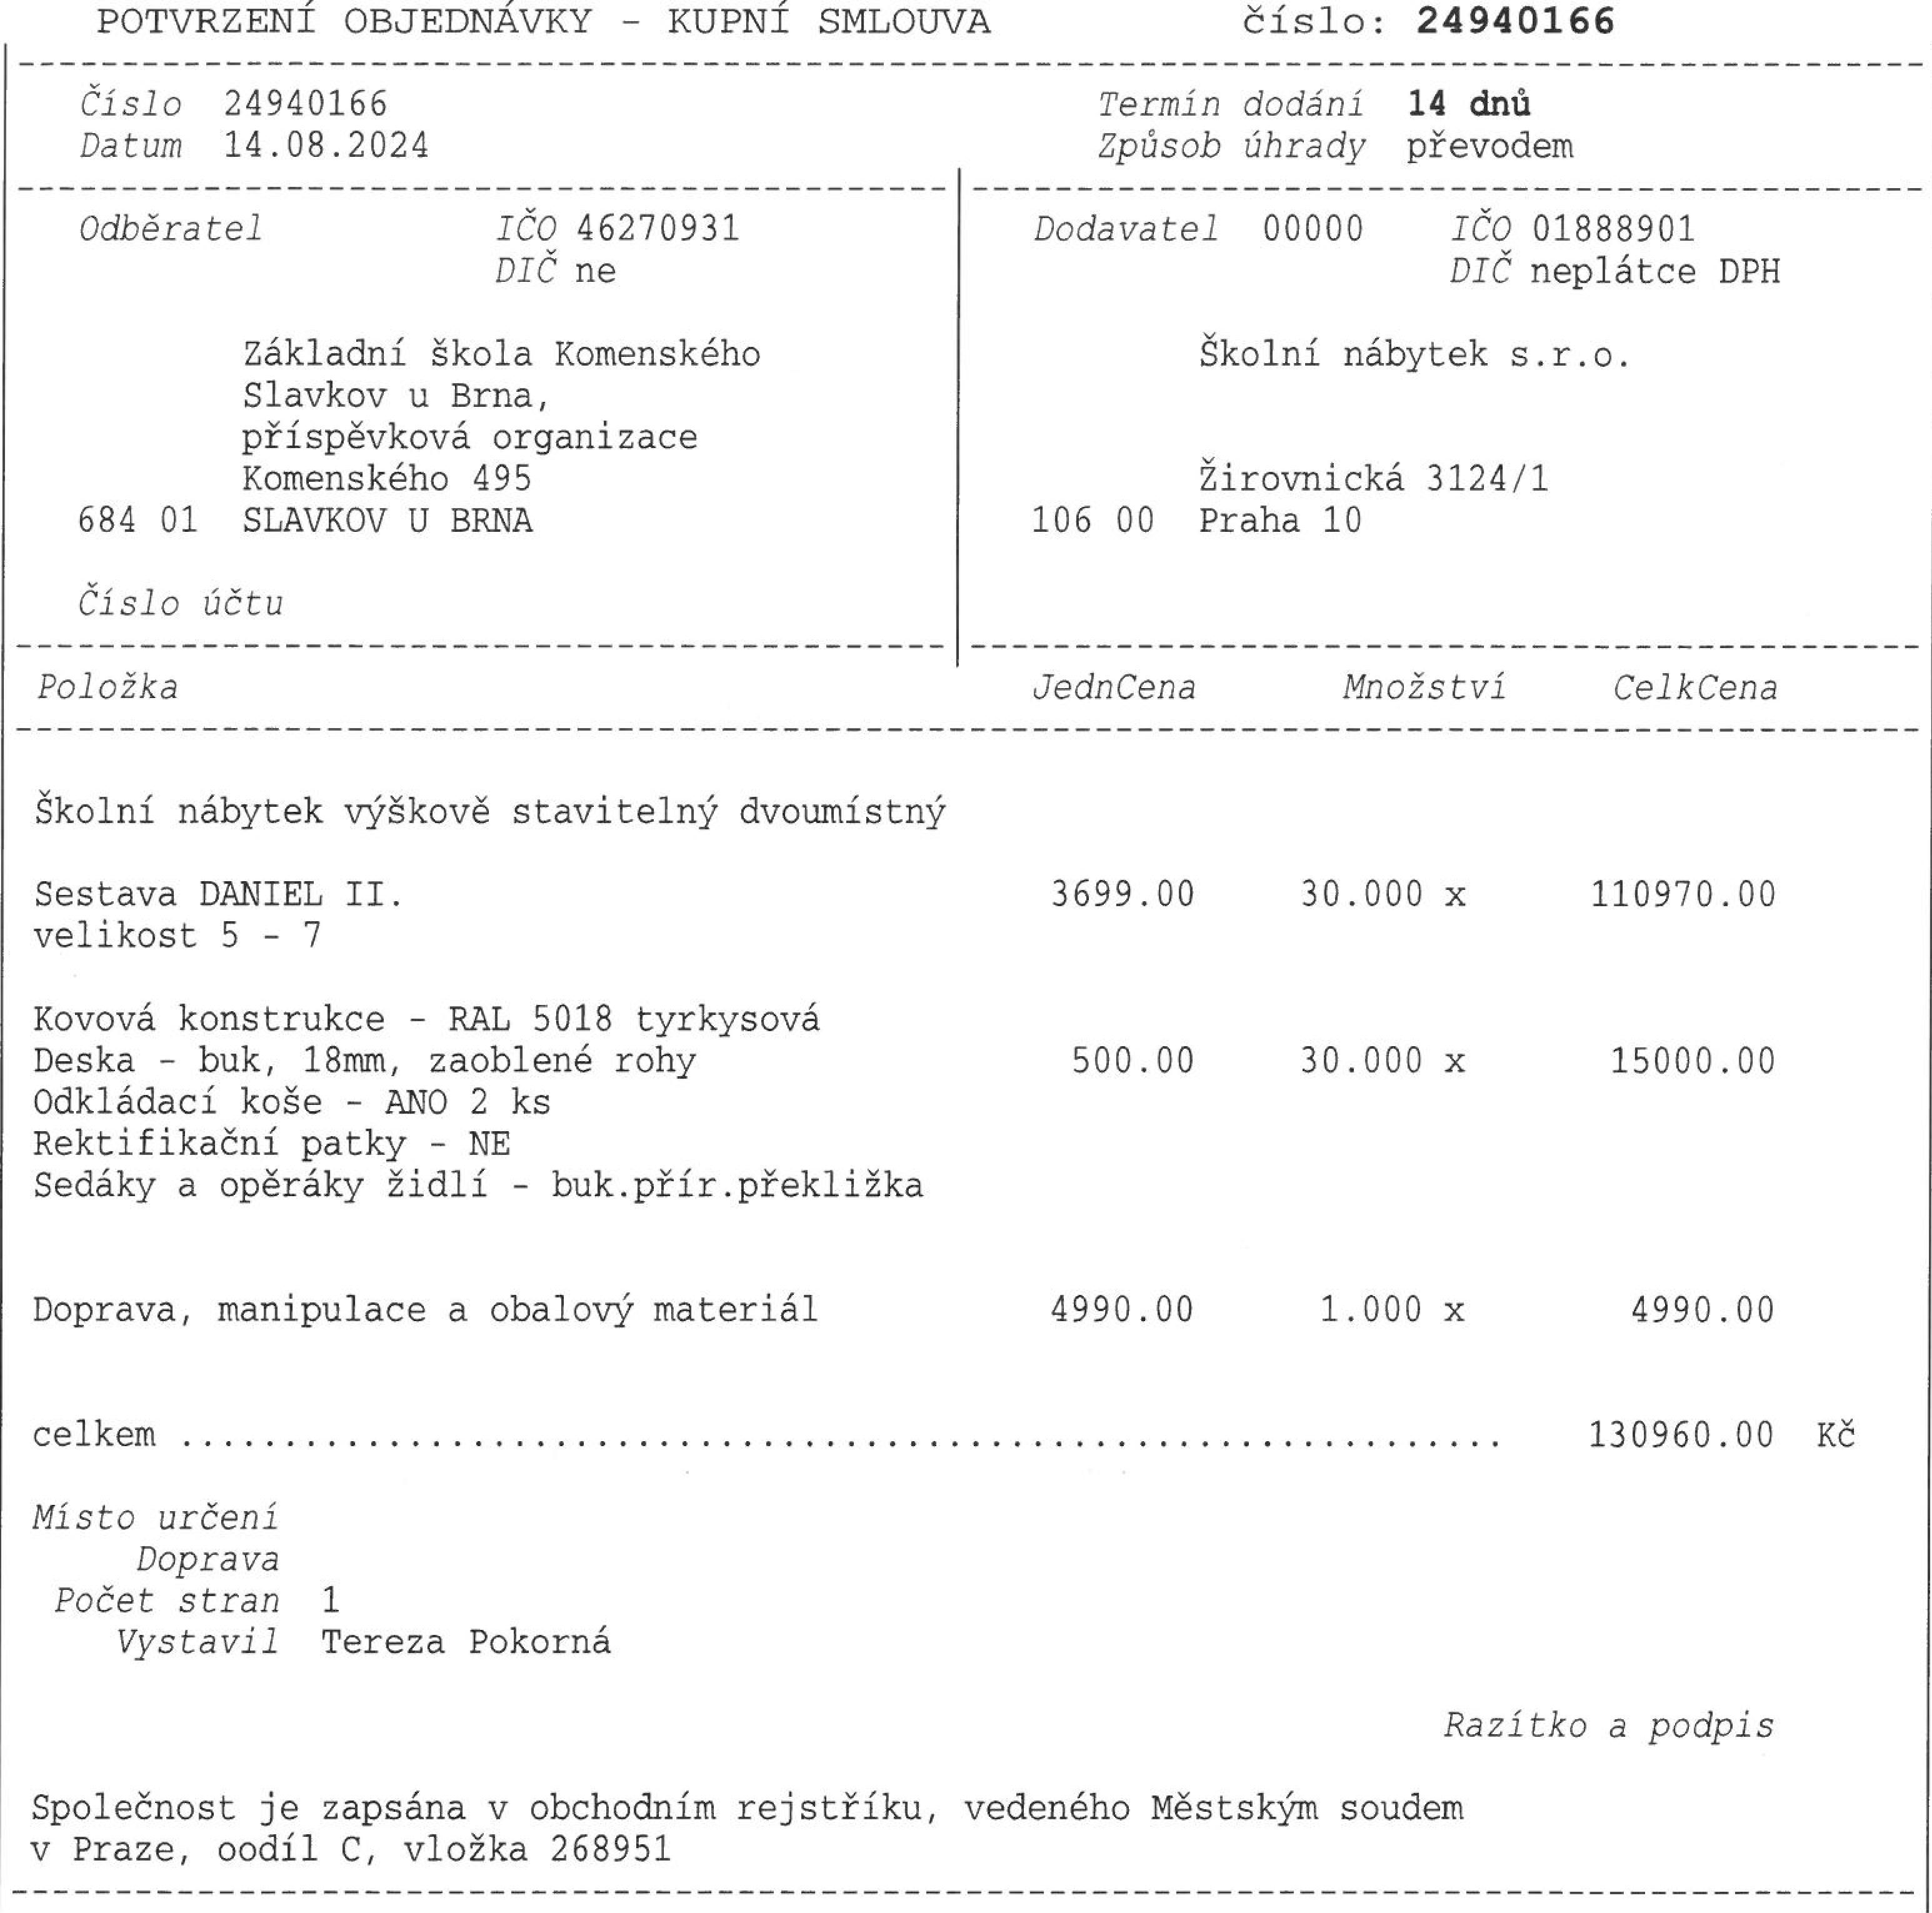 POTVRZENÍ OBJEDNÁVKY - KUPNÍ SMLOUVA číslo: 24940166
Číslo 24940166 Termín dodání 14 dnů
Datum 14.08.2024 Způsob úhrady převodem
Odběratel IČO 46270931 Dodavatel 00000 IČO 01888901
DIČ ne DIČ neplátce DPH
Základní škola Komenského Školní nábytek s.r.o.
Slavkov u Brna,
příspěvková organizace
Komenského 495 Žirovnická 3124/1
684 01 SLAVKOV U BRNA 106 00 Praha 10
Číslo účtu
Položka JednCena Množství CelkCena
Školní nábytek výškově stavitelný dvoumístný
Sestava DANIEL II. 3699.00 30.000 x 110970.00
velikost 5 - 7
Kovová konstrukce - RAL 5018 tyrkysová
Deska - buk, 18mm, zaoblené rohy 500.00 30.000 x 15000.00
Odkládací koše - ANO 2 ks
Rektifikační patky - NE
Sedáky a opěráky židlí - buk.přír.překližka
Doprava, manipulace a obalový materiál 4990.00 1.000 x 4990.00
celkem ................................................................ 130960.00 Kč
Místo určení
Doprava
Počet stran 1
Vystavil Tereza Pokorná
Razítko a podpis
Společnost je zapsána v obchodním rejstříku, vedeného Městským soudem
v Praze, oodíl C, vložka 268951